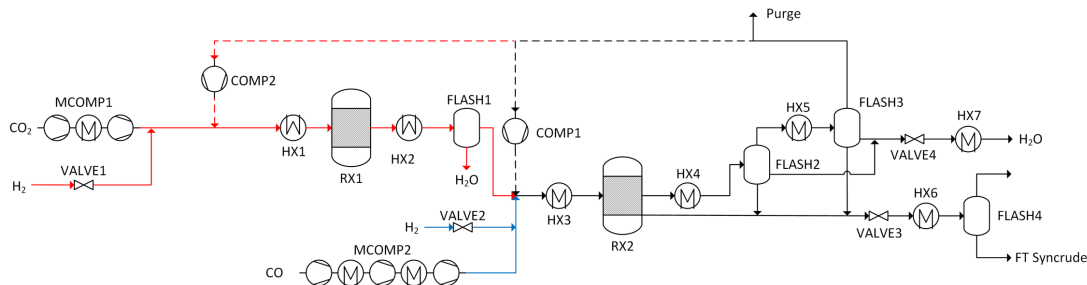 Purge
COMP2
MCOMP1
FLASH1
HX5
FLASH3
COMP1
HX7
CO₂
H₂O
VALVE4
HX1
HX2
FLASH2
VALVE1
RX1
H₂O
HX4
HX6
H₂
VALVE2
HX3
FLASH4
H₂
VALVE3
RX2
MCOMP2
FT Syncrude
CO